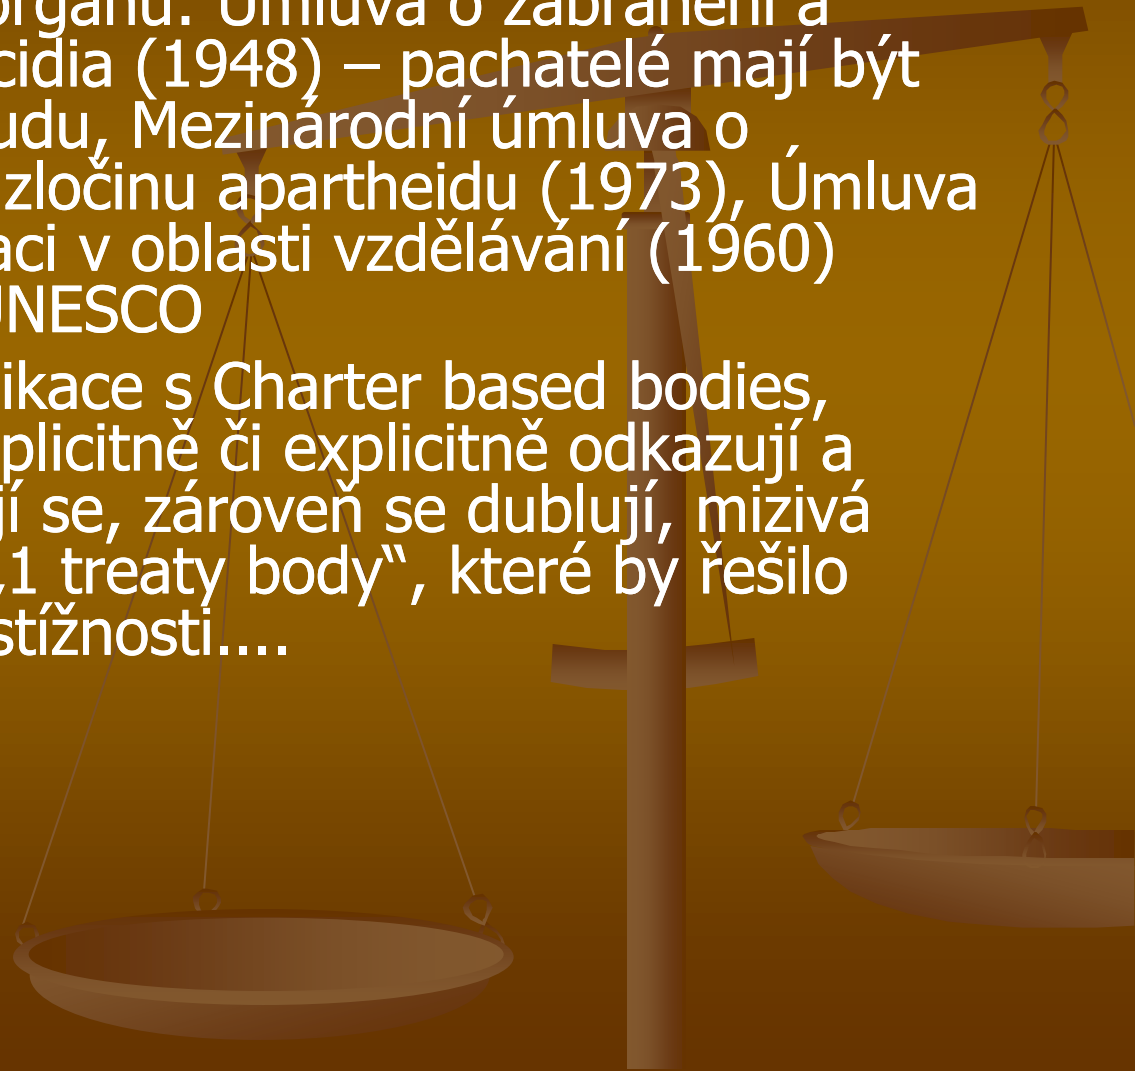 orgánů: Úmluva o zabránění a
cidia (1948) – pachatelé mají být
udu, Mezinárodní úmluva o
zločinu apartheidu (1973), Úmluva
aci v oblasti vzdělávání (1960)
UNESCO
ikace s Charter based bodies,
plicitně či explicitně odkazují a
jí se, zároveň se dublují, mizivá
„1 treaty body“, které by řešilo
stížnosti....